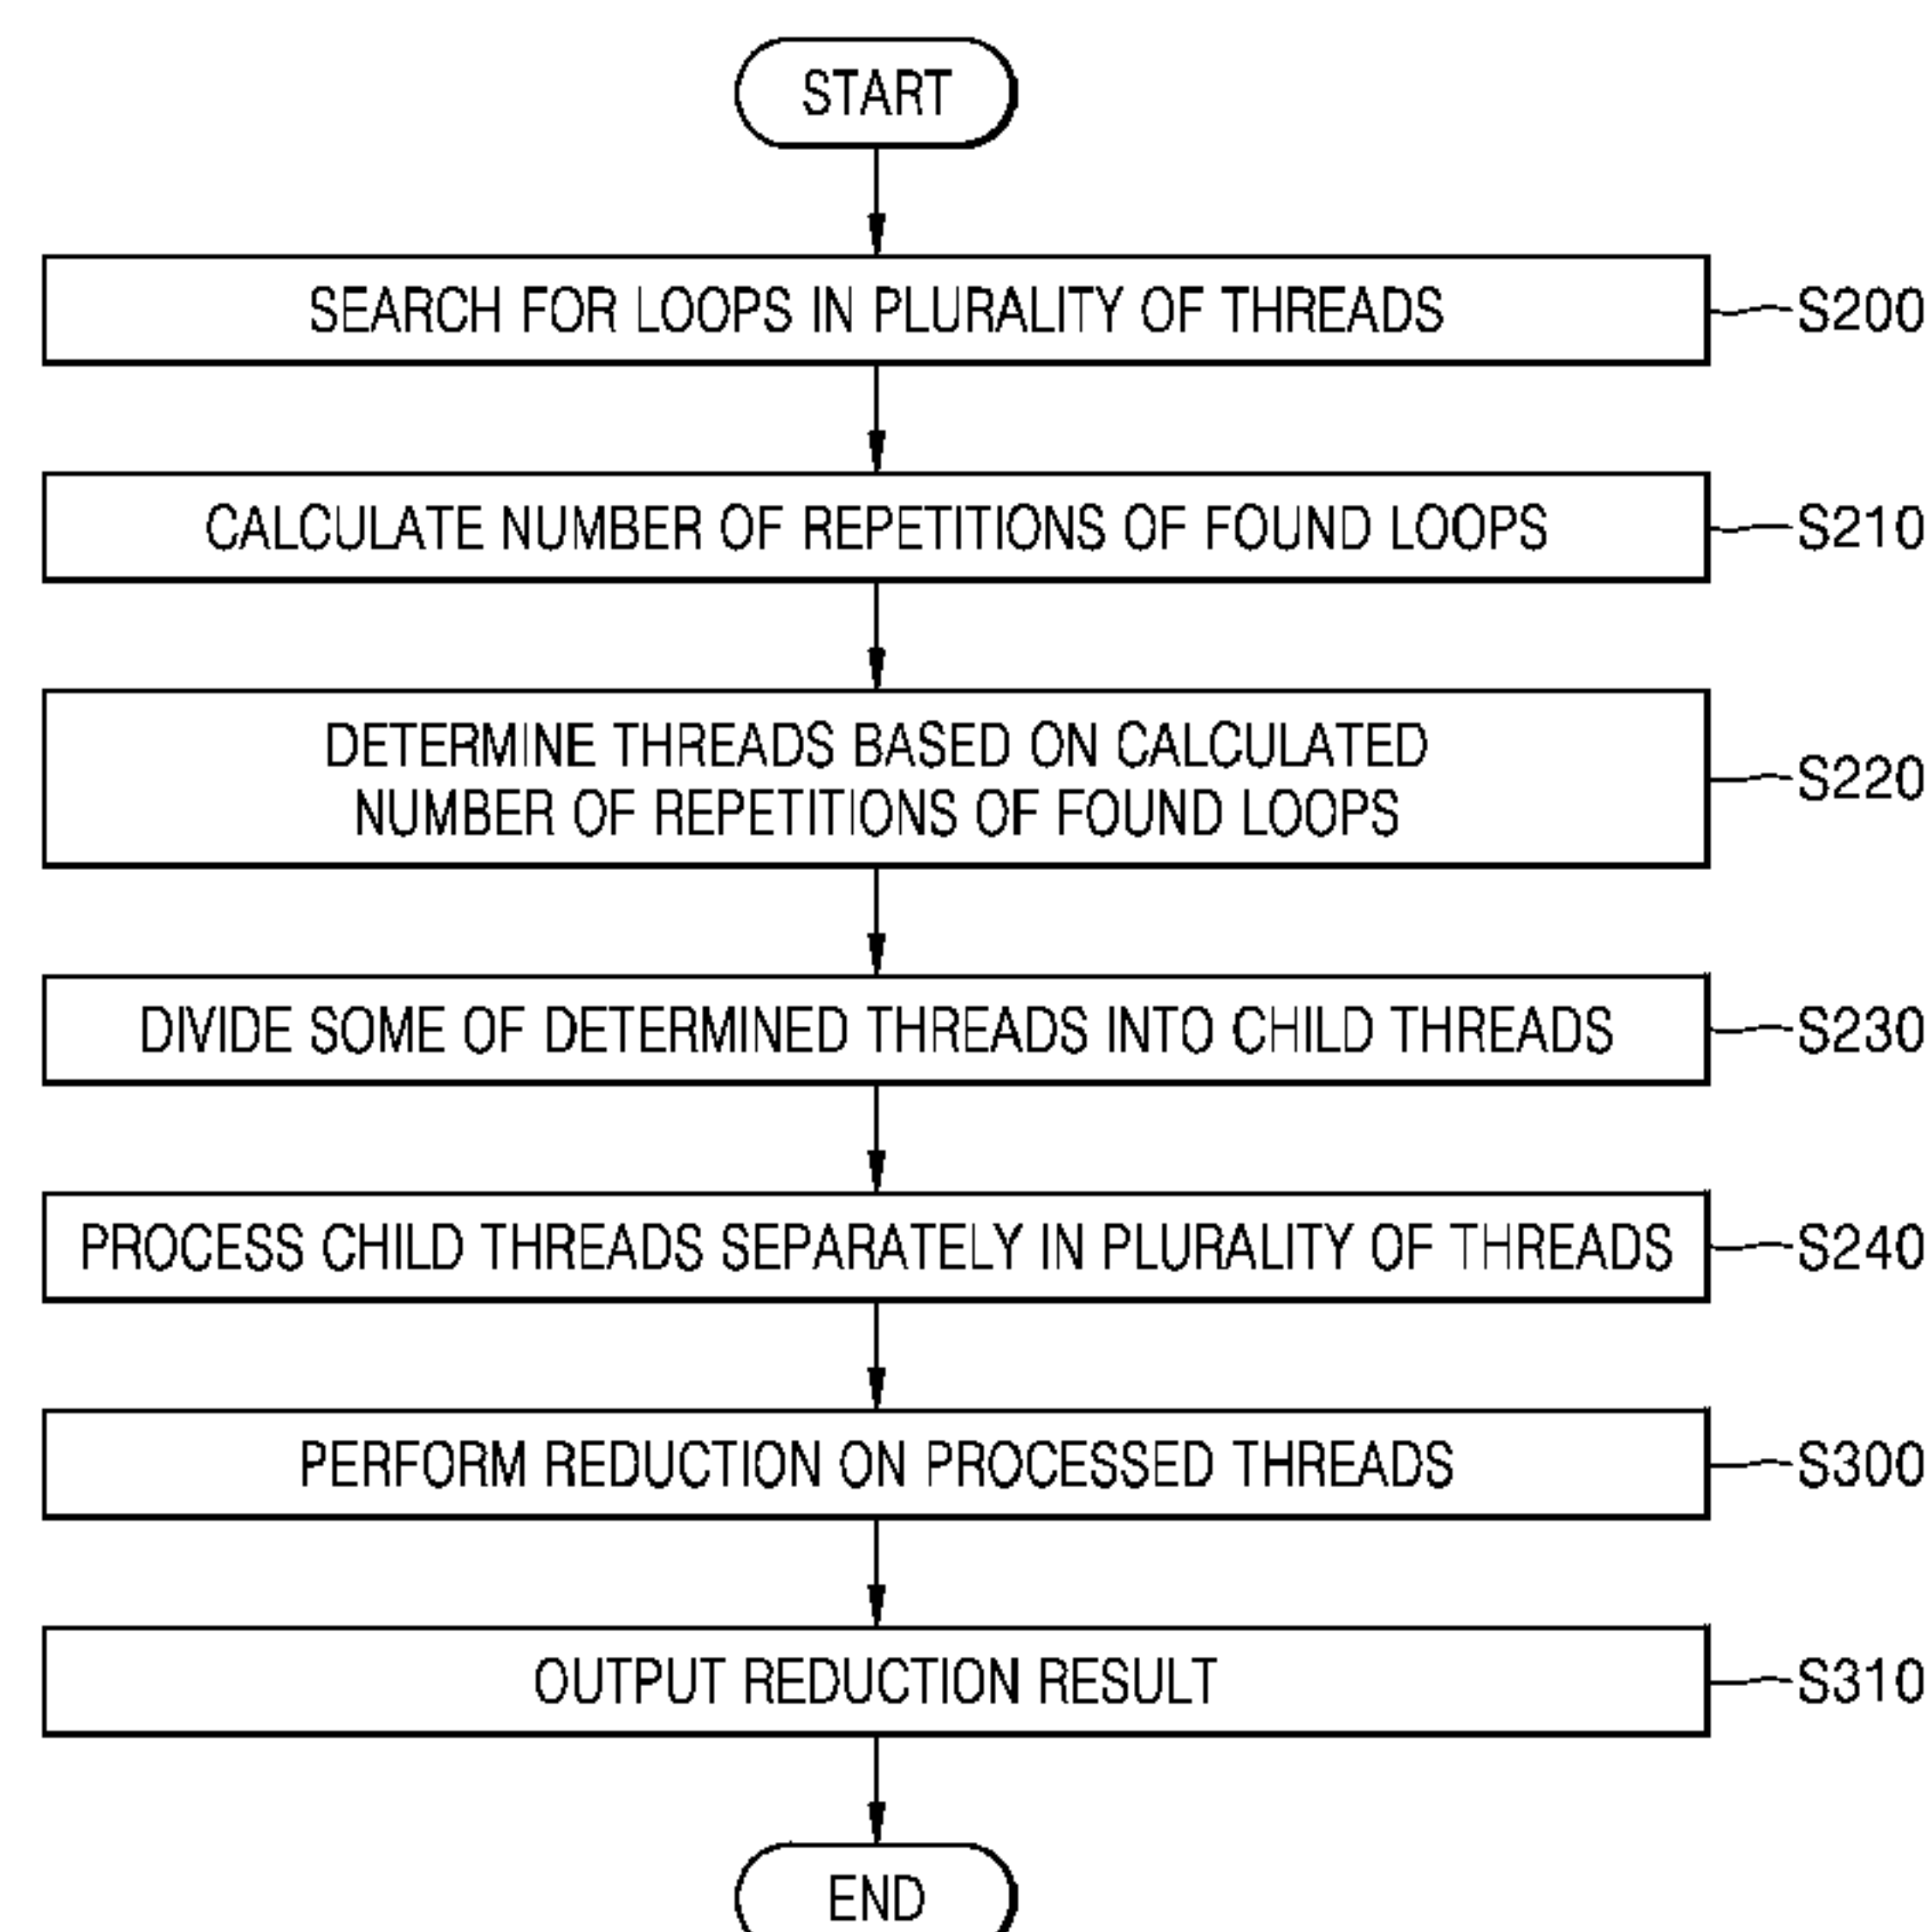 START
SEARCH FOR LOOPS IN PLURALITY OF THREADS
S200
CALCULATE NUMBER OF REPETITIONS OF FOUND LOOPS
S210
DETERMINE THREADS BASED ON CALCULATED
NUMBER OF REPETITIONS OF FOUND LOOPS
S220
DIVIDE SOME OF DETERMINED THREADS INTO CHILD THREADS
S230
PROCESS CHILD THREADS SEPARATELY IN PLURALITY OF THREADS
S240
PERFORM REDUCTION ON PROCESSED THREADS
S300
OUTPUT REDUCTION RESULT
S310
END